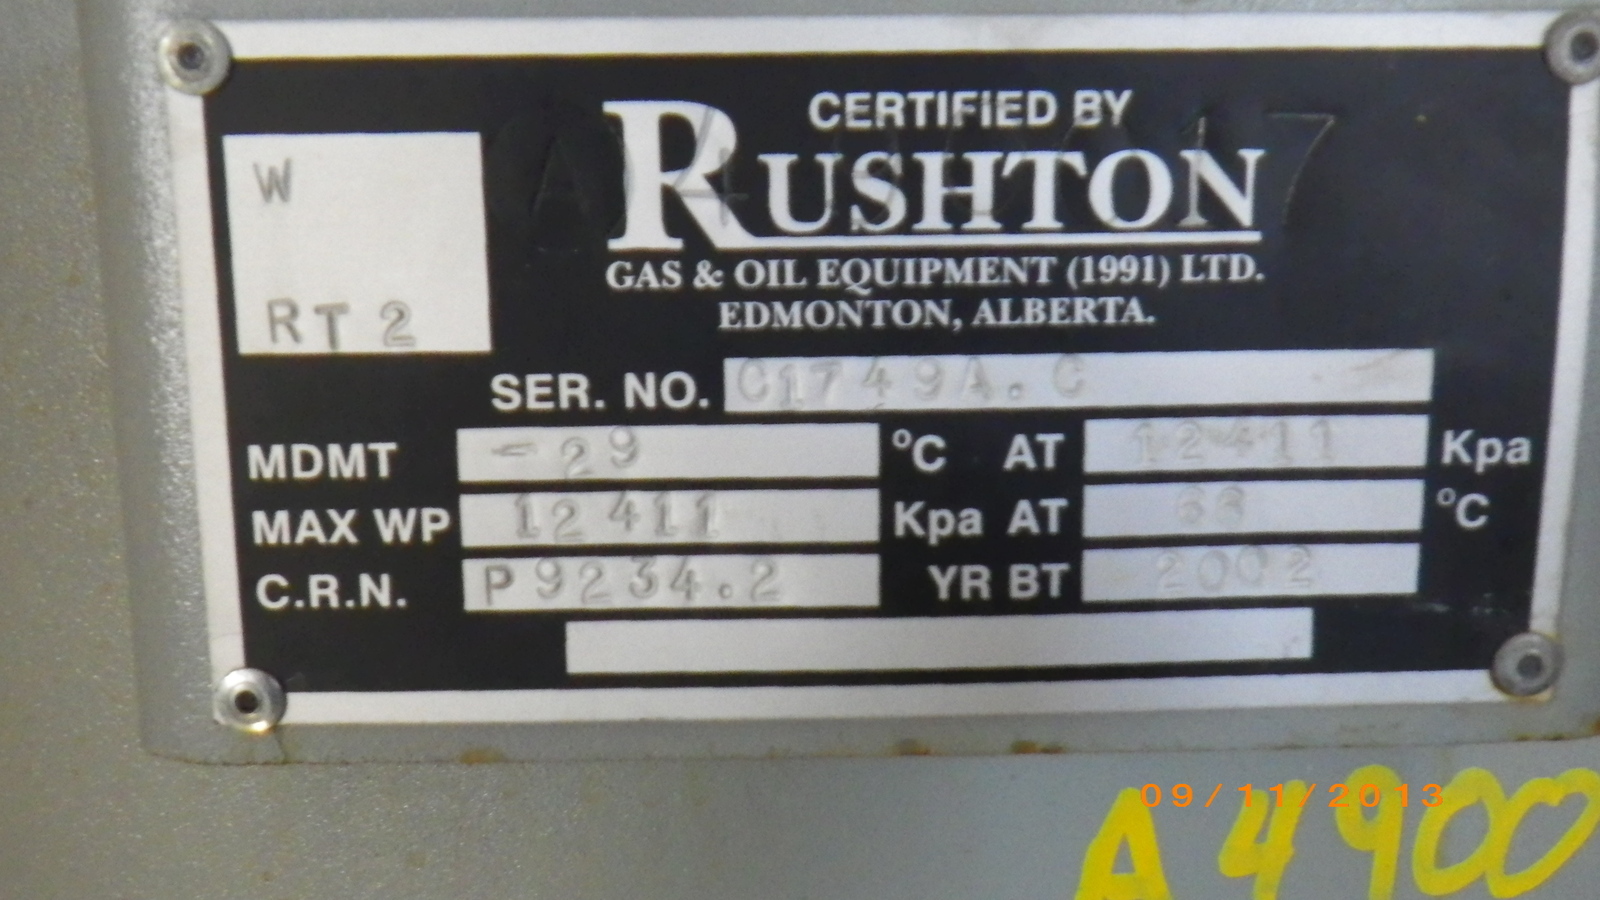 CERTIFIED BY
RUSHTON
GAS & OIL EQUIPMENT (1991) LTD.
EDMONTON, ALBERTA.
W
RT 2
SER. NO. C1749A.C
MDMT -29 °C AT 12411 Kpa
MAX WP 12411 Kpa AT °C
C.R.N. P9234.2 YR BT 2002
09/11/2013
A4900